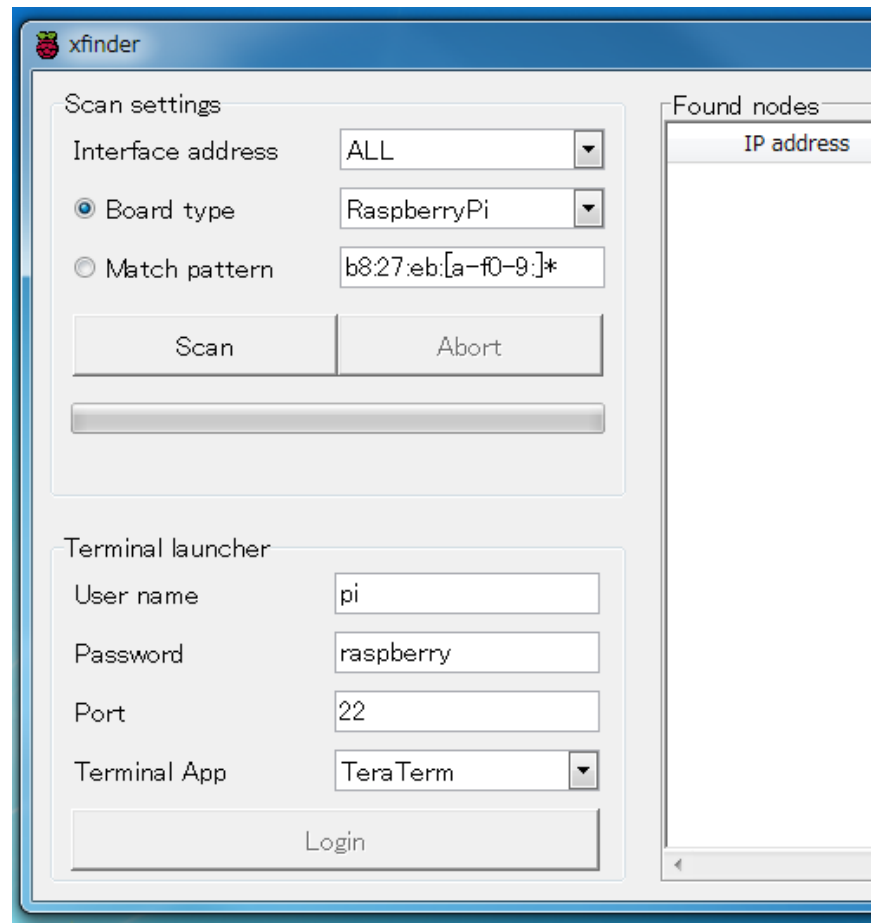 xfinder
Scan settings
Interface address ALL
Board type RaspberryPi
Match pattern b8:27:eb:[a-f0-9:]*
Scan Abort
Terminal launcher
User name pi
Password raspberry
Port 22
Terminal App TeraTerm
Login
Found nodes
IP address